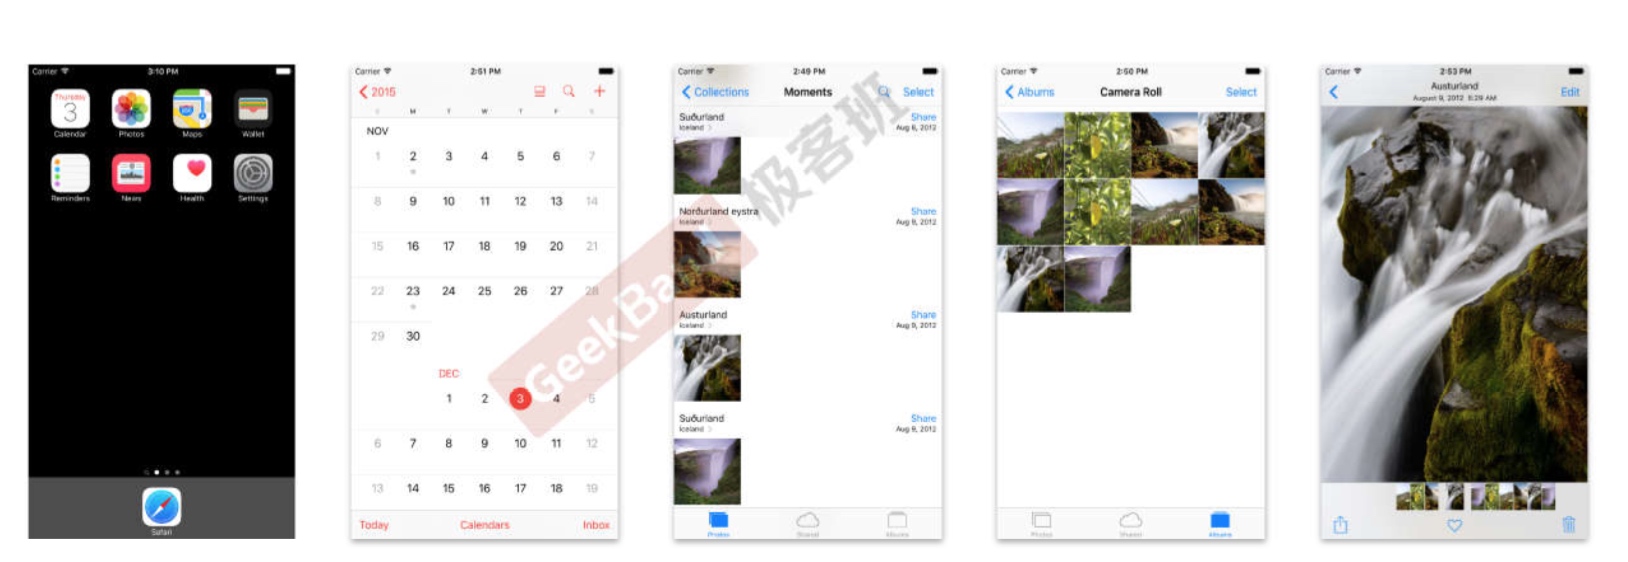 Carrier 3:10 PM
Thursday
3
Calendar Photos Maps Wallet
Reminders News Health Settings
Safari
Carrier 2:51 PM
2015
S M T W T F S
NOV
1 2 3 4 5 6 7
8 9 10 11 12 13 14
15 16 17 18 19 20 21
22 23 24 25 26 27 28
29 30
DEC
1 2 3 4 5
6 7 8 9 10 11 12
13 14 15 16 17 18 19
Today Calendars Inbox
Carrier 2:49 PM
Collections Moments Select
Suðurland Share
Iceland Aug 6, 2012
Norðurland eystra Share
Iceland Aug 9, 2012
Austurland Share
Iceland Aug 9, 2012
Suðurland Share
Iceland Aug 9, 2012
Photos Shared Albums
Carrier 2:50 PM
Albums Camera Roll Select
Photos Shared Albums
Carrier 2:53 PM
Austurland
August 9, 2012 5:29 AM
Edit
GeekBa
极客班